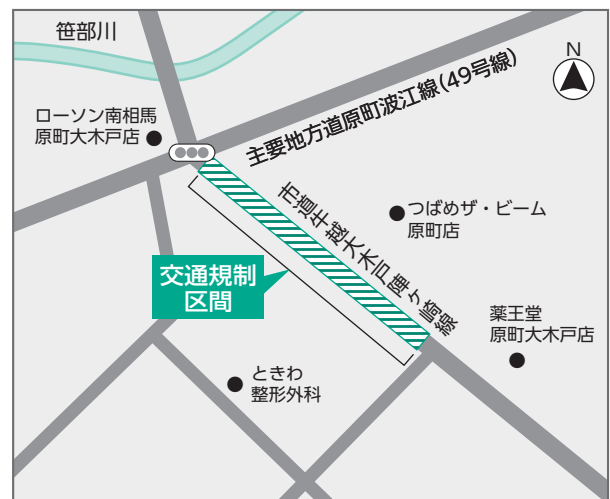 笹部川
N
ローソン南相馬
原町大木戸店
主要地方道原町波江線(49号線)
市道牛越大木戸陣ケ崎線
つばめザ・ビーム
原町店
交通規制
区間
薬王堂
原町大木戸店
ときわ
整形外科